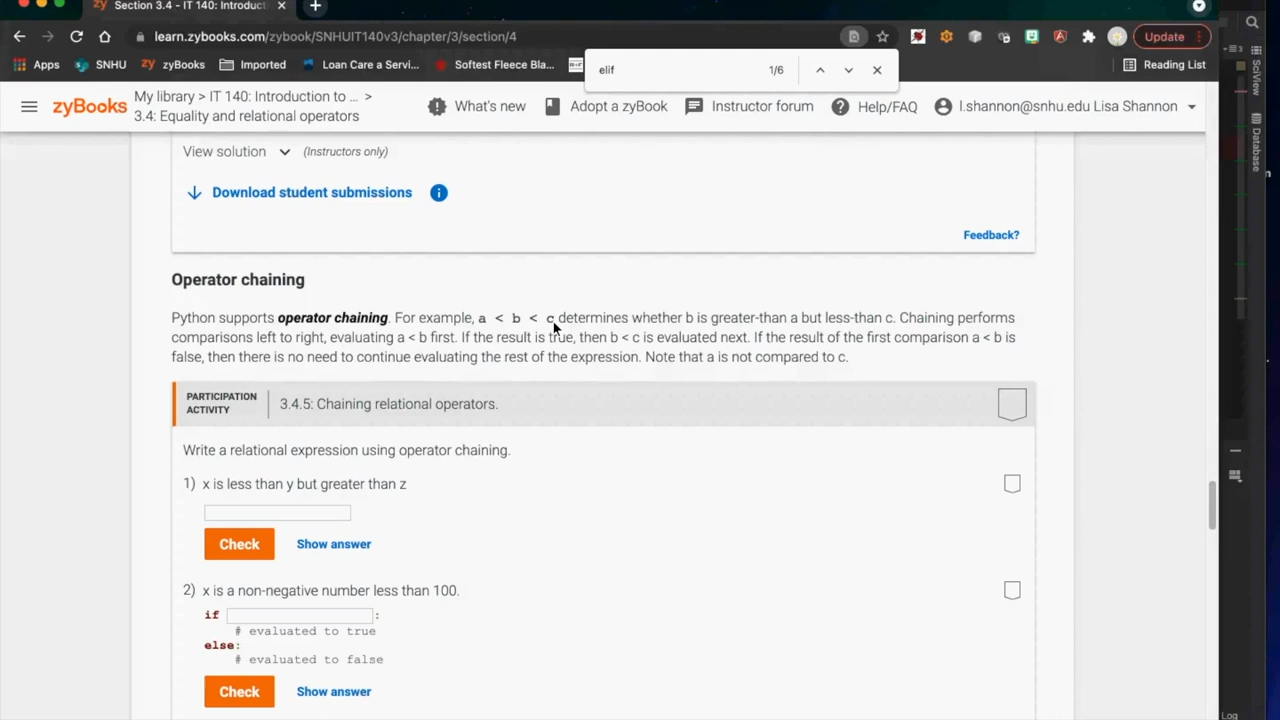 Section 3.4 - IT 140: Introducti
learn.zybooks.com/zybook/SNHUIT140v3/chapter/3/section/4
Update
elif
1/6
Apps
SNHU
zyBooks
Imported
Loan Care a Servi...
Softest Fleece Bla...
Reading List
zyBooks
My library > IT 140: Introduction to ... >
3.4: Equality and relational operators
What's new
Adopt a zyBook
Instructor forum
Help/FAQ
l.shannon@snhu.edu Lisa Shannon
SciView
Database
View solution
(Instructors only)
Download student submissions
Feedback?
Operator chaining
Python supports operator chaining. For example, a < b < c determines whether b is greater-than a but less-than c. Chaining performs
comparisons left to right, evaluating a < b first. If the result is true, then b < c is evaluated next. If the result of the first comparison a < b is
false, then there is no need to continue evaluating the rest of the expression. Note that a is not compared to c.
PARTICIPATION
ACTIVITY
3.4.5: Chaining relational operators.
Write a relational expression using operator chaining.
1) x is less than y but greater than z
Check
Show answer
2) x is a non-negative number less than 100.
if :
# evaluated to true
else:
# evaluated to false
Check
Show answer
Log